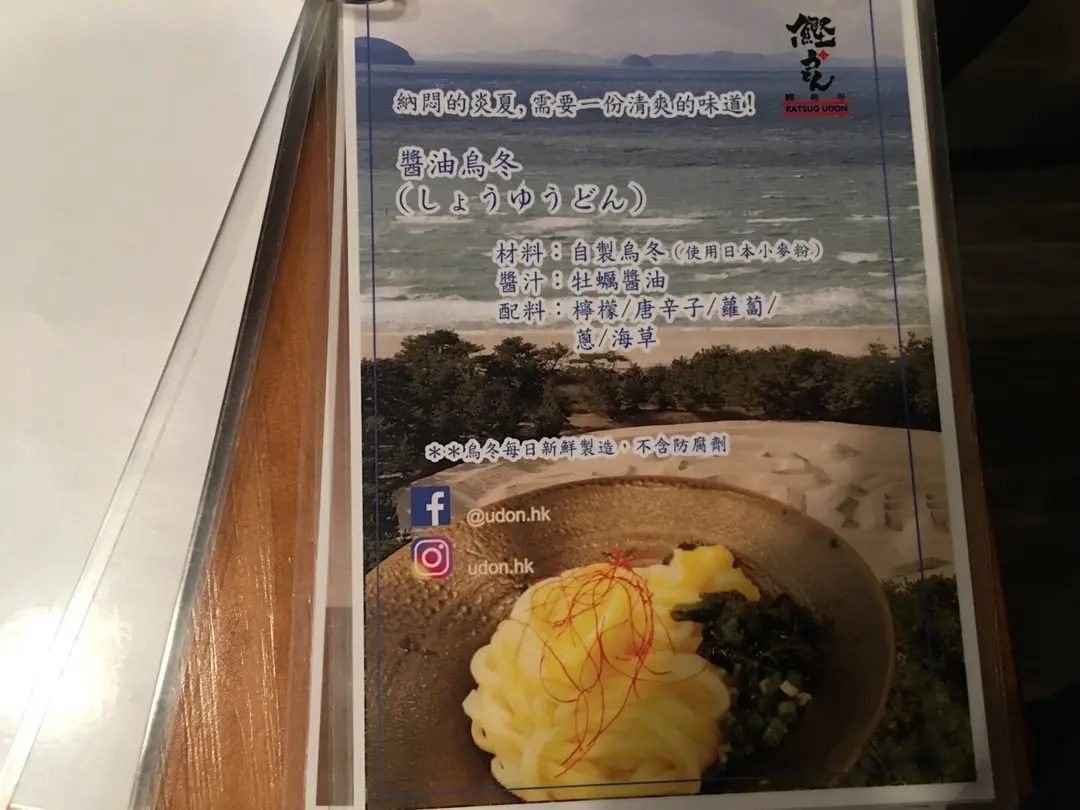 鰹
うどん
鰹烏冬
KATSUO UDON
納悶的炎夏,需要一份清爽的味道!
醬油烏冬
(しょうゆうどん)
材料:自製烏冬(使用日本小麥粉)
醬汁:牡蠣醬油
配料:檸檬/唐辛子/蘿蔔/
蔥/海草
**烏冬每日新鮮製造,不含防腐劑
@udon.hk
udon.hk